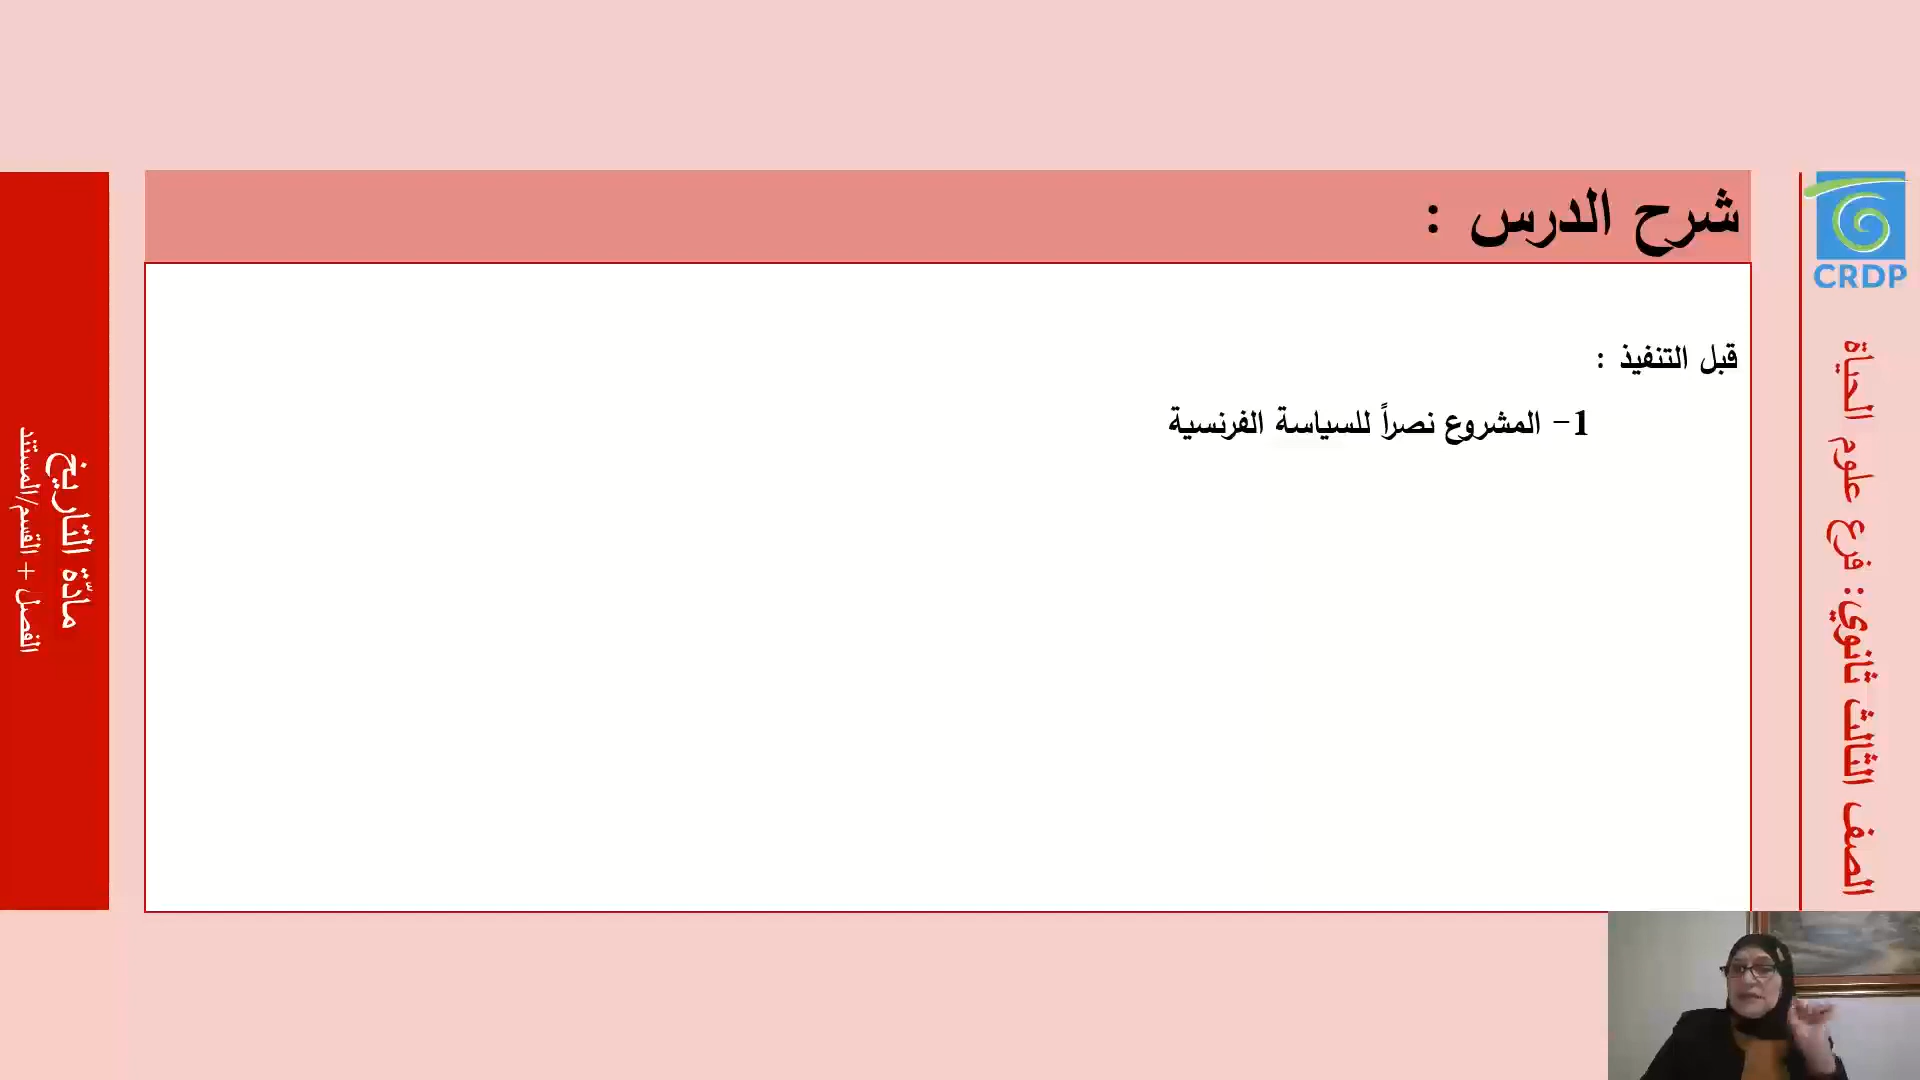 شرح الدرس :
قبل التنفيذ :
1- المشروع نصراً للسياسة الفرنسية
CRDP
الصف الثالث ثانوي: فرع علوم الحياة
مادّة التاريخ
الفصل + القسم/المستند